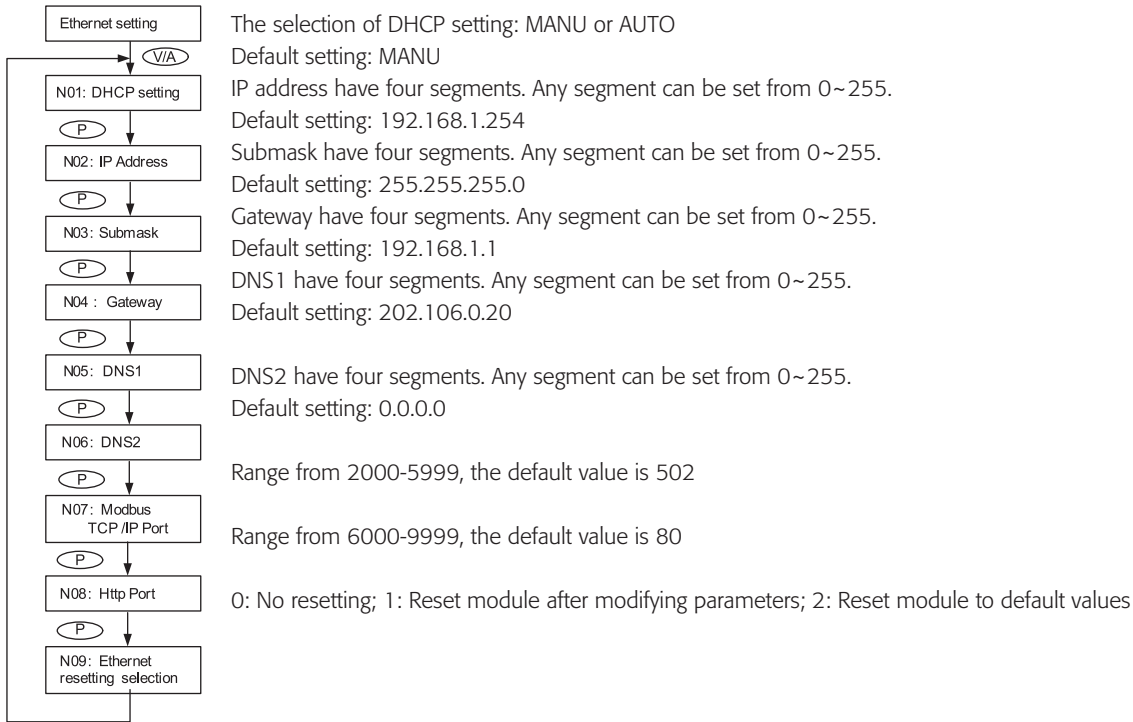 Ethernet setting
V/A
N01: DHCP setting
P
N02: IP Address
P
N03: Submask
P
N04 : Gateway
P
N05: DNS1
P
N06: DNS2
P
N07: Modbus
TCP /IP Port
P
N08: Http Port
P
N09: Ethernet
resetting selection
The selection of DHCP setting: MANU or AUTO
Default setting: MANU
IP address have four segments. Any segment can be set from 0~255.
Default setting: 192.168.1.254
Submask have four segments. Any segment can be set from 0~255.
Default setting: 255.255.255.0
Gateway have four segments. Any segment can be set from 0~255.
Default setting: 192.168.1.1
DNS1 have four segments. Any segment can be set from 0~255.
Default setting: 202.106.0.20
DNS2 have four segments. Any segment can be set from 0~255.
Default setting: 0.0.0.0
Range from 2000-5999, the default value is 502
Range from 6000-9999, the default value is 80
0: No resetting; 1: Reset module after modifying parameters; 2: Reset module to default values